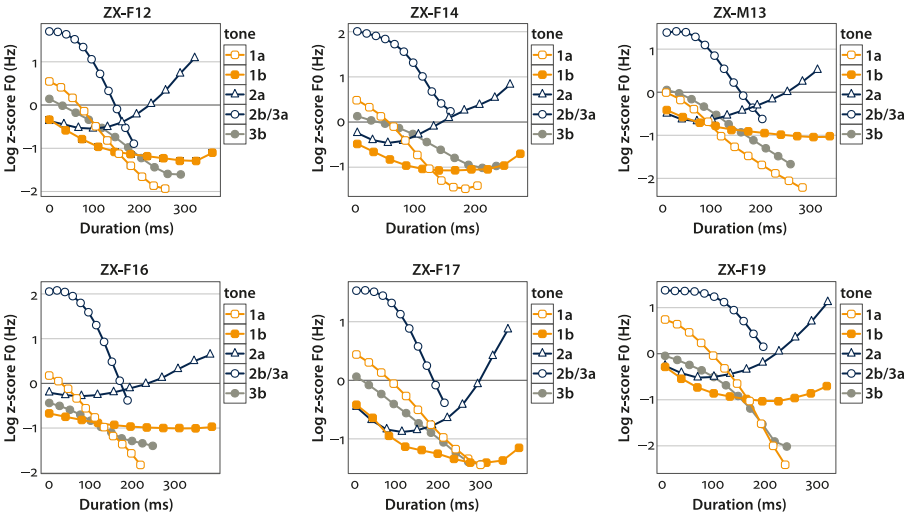 ZX-F12
Log z-score F0 (Hz)
1
0
−1
−2
0 100 200 300
Duration (ms)
tone
1a
1b
2a
2b/3a
3b
ZX-F14
Log z-score F0 (Hz)
2
1
0
−1
0 100 200
Duration (ms)
tone
1a
1b
2a
2b/3a
3b
ZX-M13
Log z-score F0 (Hz)
1
0
−1
−2
0 100 200 300
Duration (ms)
tone
1a
1b
2a
2b/3a
3b
ZX-F16
Log z-score F0 (Hz)
2
1
0
−1
−2
0 100 200 300
Duration (ms)
tone
1a
1b
2a
2b/3a
3b
ZX-F17
Log z-score F0 (Hz)
1
0
−1
0 100 200 300
Duration (ms)
tone
1a
1b
2a
2b/3a
3b
ZX-F19
Log z-score F0 (Hz)
1
0
−1
−2
0 100 200 300
Duration (ms)
tone
1a
1b
2a
2b/3a
3b